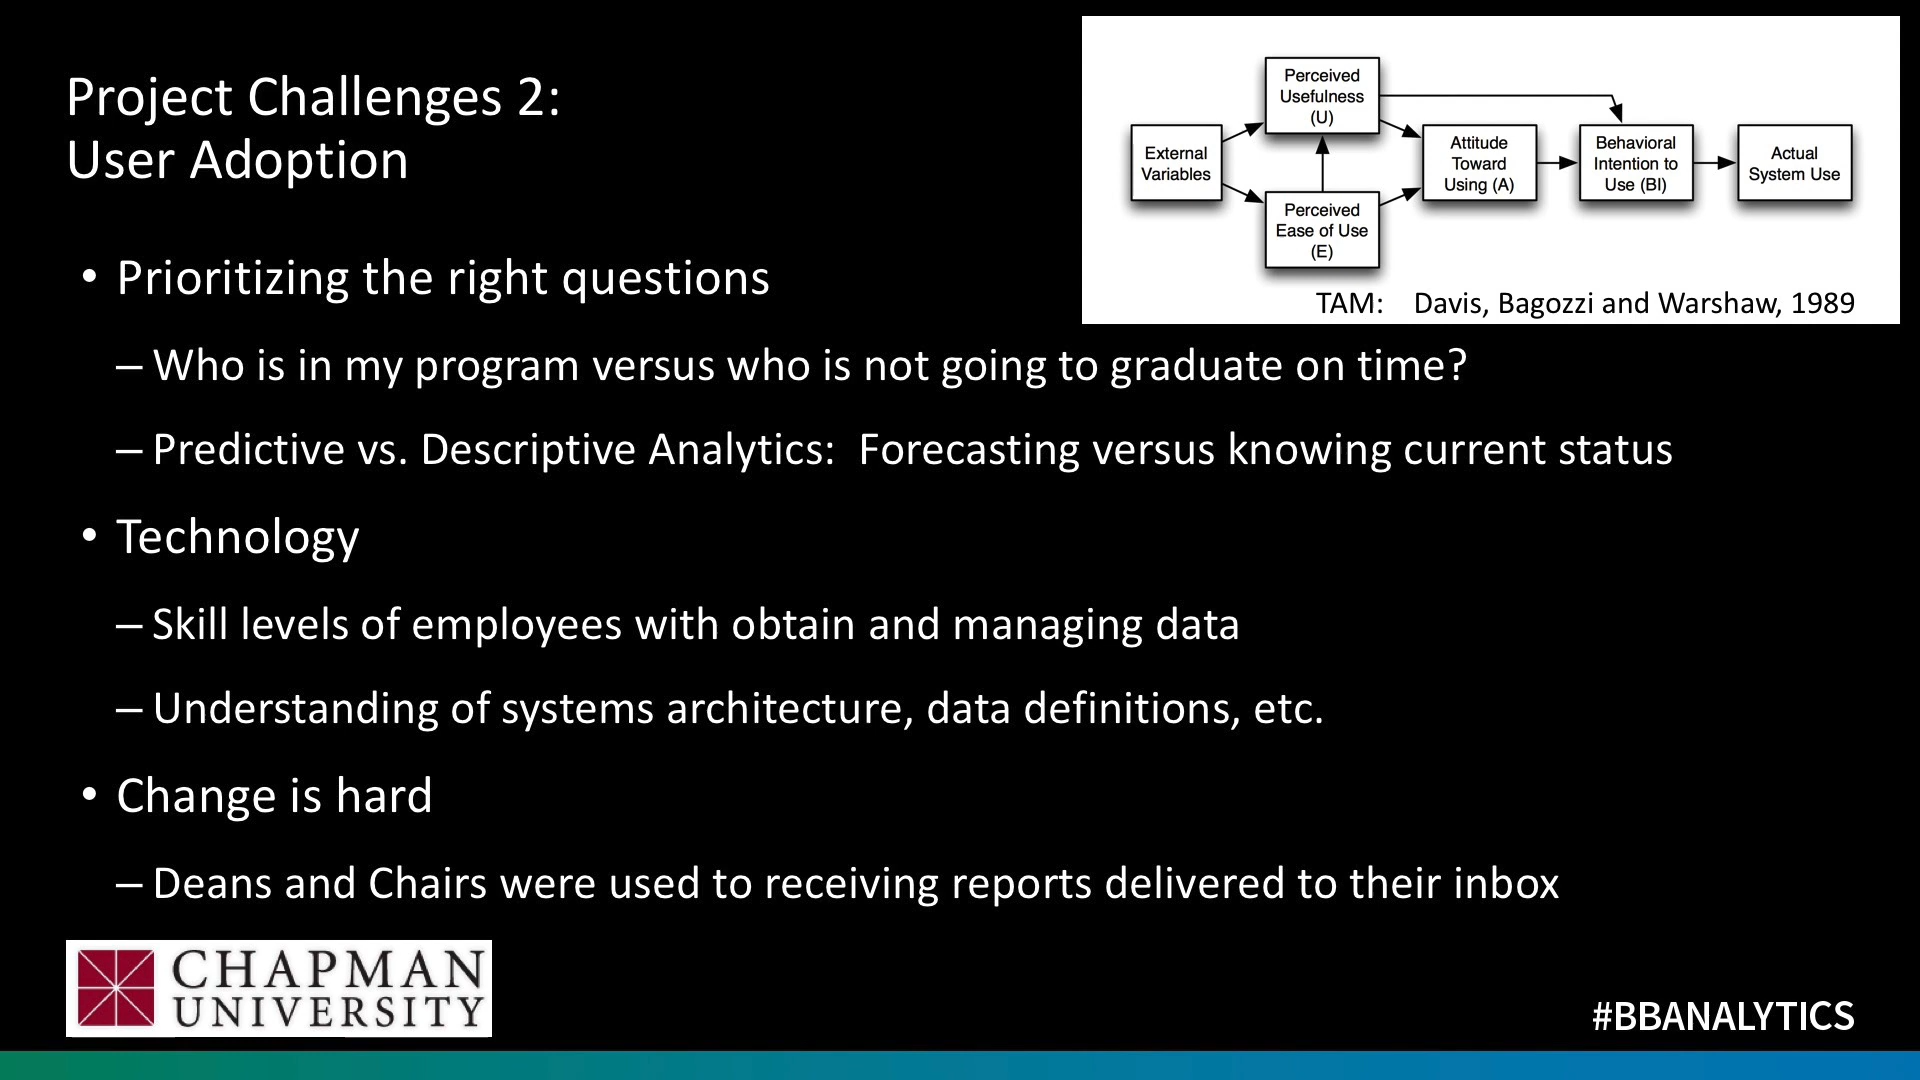 Project Challenges 2:
User Adoption
Perceived
Usefulness
(U)
External
Variables
Perceived
Ease of Use
(E)
Attitude
Toward
Using (A)
Behavioral
Intention to
Use (BI)
Actual
System Use
TAM: Davis, Bagozzi and Warshaw, 1989
• Prioritizing the right questions
– Who is in my program versus who is not going to graduate on time?
– Predictive vs. Descriptive Analytics: Forecasting versus knowing current status
• Technology
– Skill levels of employees with obtain and managing data
– Understanding of systems architecture, data definitions, etc.
• Change is hard
– Deans and Chairs were used to receiving reports delivered to their inbox
CHAPMAN
UNIVERSITY
#BBANALYTICS